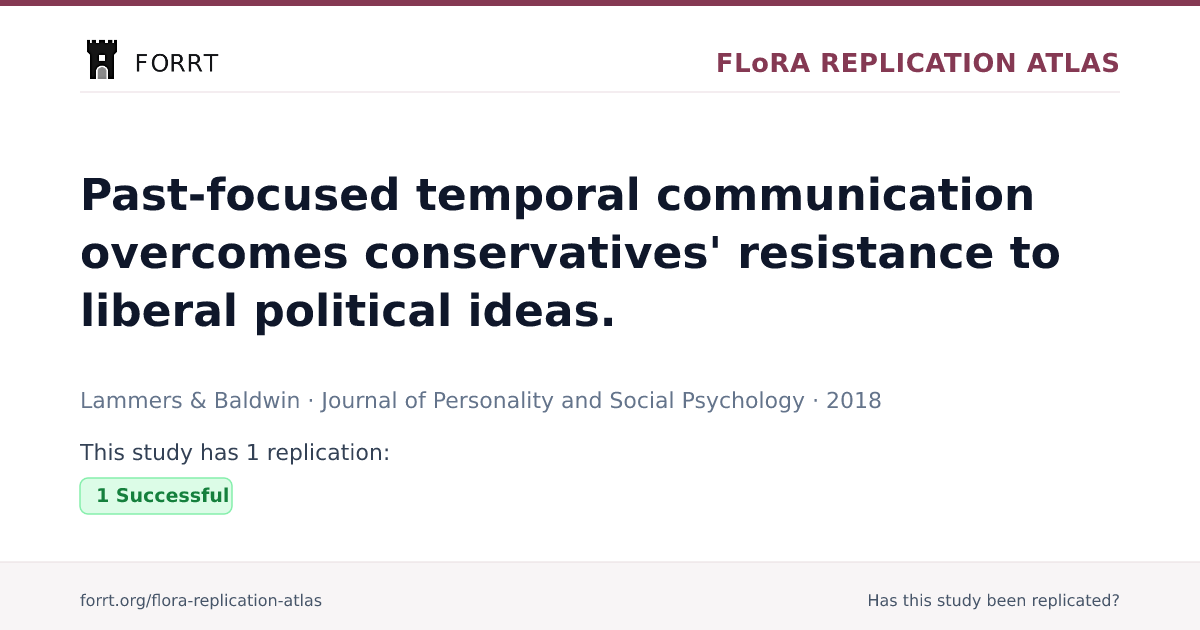 FORRT
FLoRA REPLICATION ATLAS
Past-focused temporal communication
overcomes conservatives' resistance to
liberal political ideas.
Lammers & Baldwin · Journal of Personality and Social Psychology · 2018
This study has 1 replication:
1 Successful
forrt.org/flora-replication-atlas
Has this study been replicated?